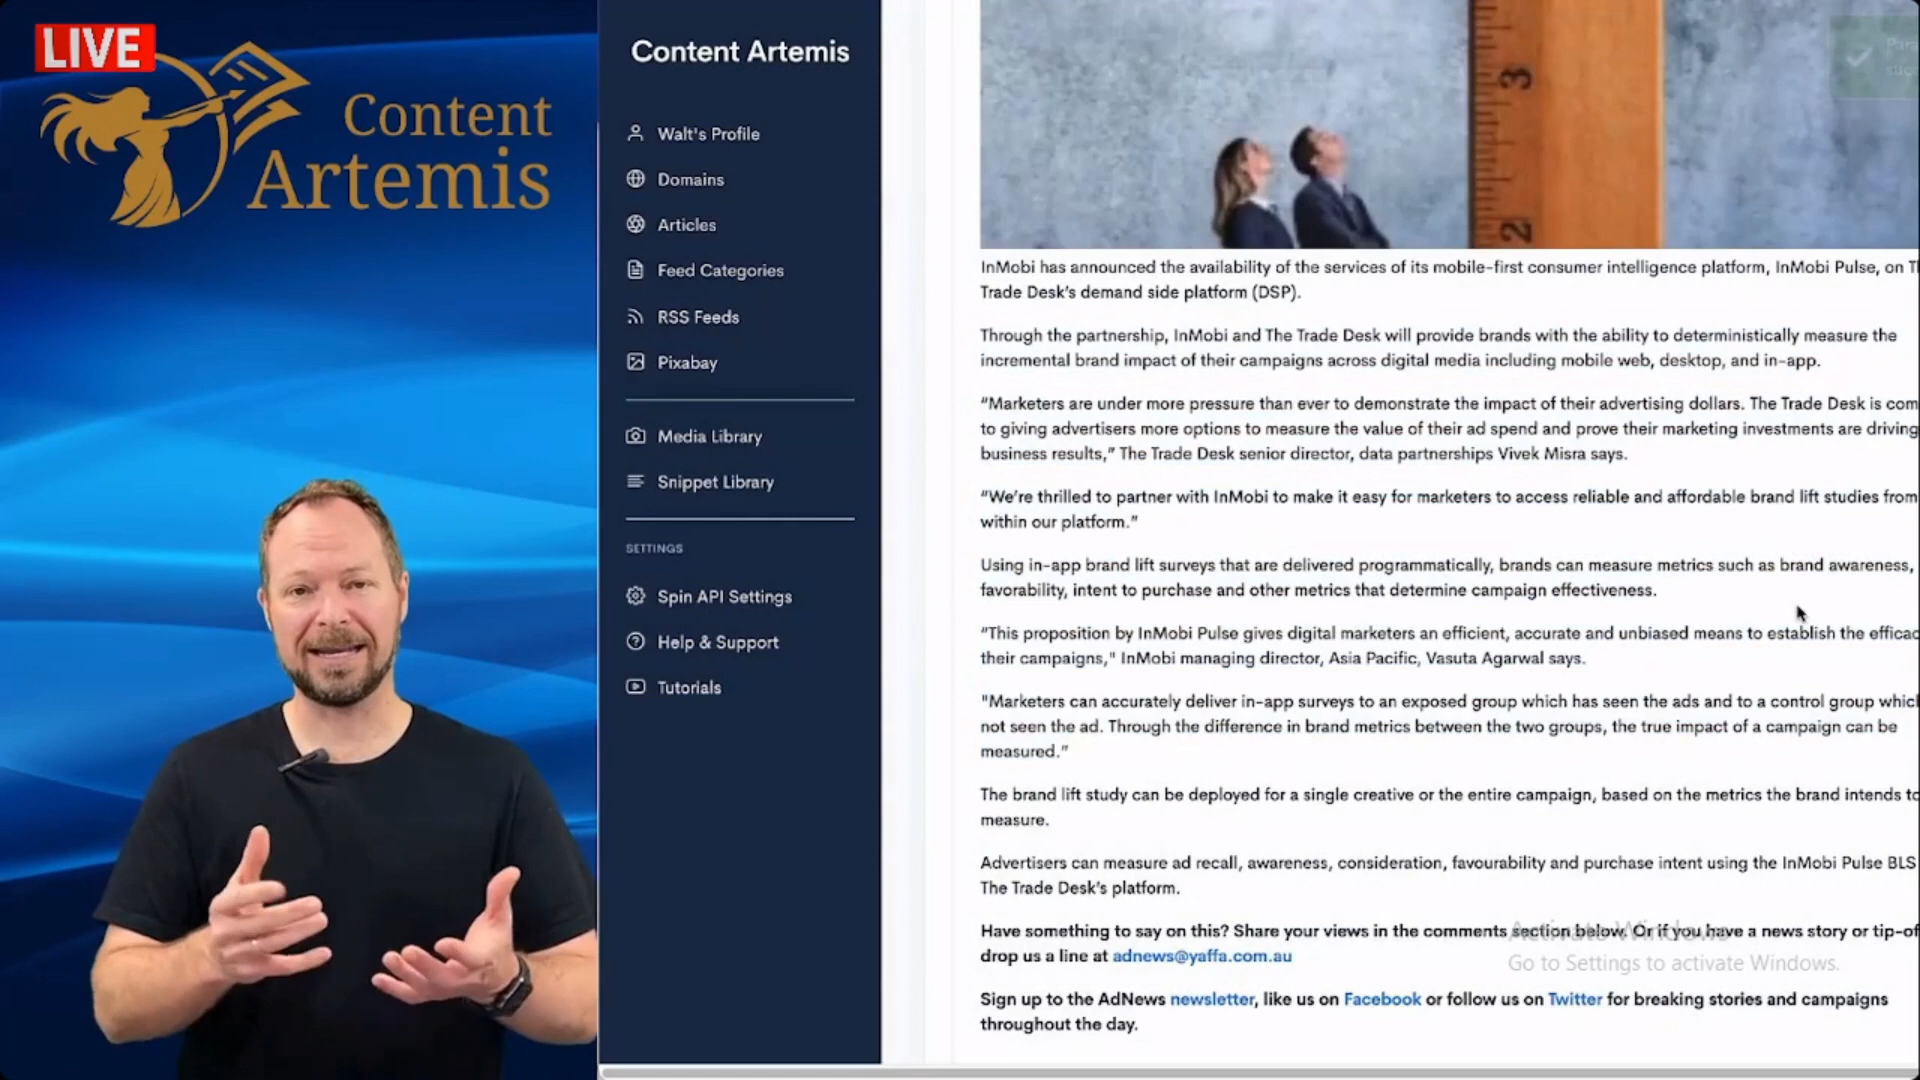 LIVE
Content
Artemis
Content Artemis
Walt's Profile
Domains
Articles
Feed Categories
RSS Feeds
Pixabay
Media Library
Snippet Library
SETTINGS
Spin API Settings
Help & Support
Tutorials
3
2
InMobi has announced the availability of the services of its mobile-first consumer intelligence platform, InMobi Pulse, on
Trade Desk's demand side platform (DSP).
Through the partnership, InMobi and The Trade Desk will provide brands with the ability to deterministically measure the
incremental brand impact of their campaigns across digital media including mobile web, desktop, and in-app.
“Marketers are under more pressure than ever to demonstrate the impact of their advertising dollars. The Trade Desk is com
to giving advertisers more options to measure the value of their ad spend and prove their marketing investments are driving
business results,” The Trade Desk senior director, data partnerships Vivek Misra says.
“We're thrilled to partner with InMobi to make it easy for marketers to access reliable and affordable brand lift studies from
within our platform.”
Using in-app brand lift surveys that are delivered programmatically, brands can measure metrics such as brand awareness,
favorability, intent to purchase and other metrics that determine campaign effectiveness.
“This proposition by InMobi Pulse gives digital marketers an efficient, accurate and unbiased means to establish the effica
their campaigns," InMobi managing director, Asia Pacific, Vasuta Agarwal says.
"Marketers can accurately deliver in-app surveys to an exposed group which has seen the ads and to a control group whic
not seen the ad. Through the difference in brand metrics between the two groups, the true impact of a campaign can be
measured.”
The brand lift study can be deployed for a single creative or the entire campaign, based on the metrics the brand intends to
measure.
Advertisers can measure ad recall, awareness, consideration, favourability and purchase intent using the InMobi Pulse BLS
The Trade Desk's platform.
Have something to say on this? Share your views in the comments section below. Or if you have a news story or tip-of
drop us a line at adnews@yaffa.com.au
Sign up to the AdNews newsletter, like us on Facebook or follow us on Twitter for breaking stories and campaigns
throughout the day.
Activate Windows
Go to Settings to activate Windows.